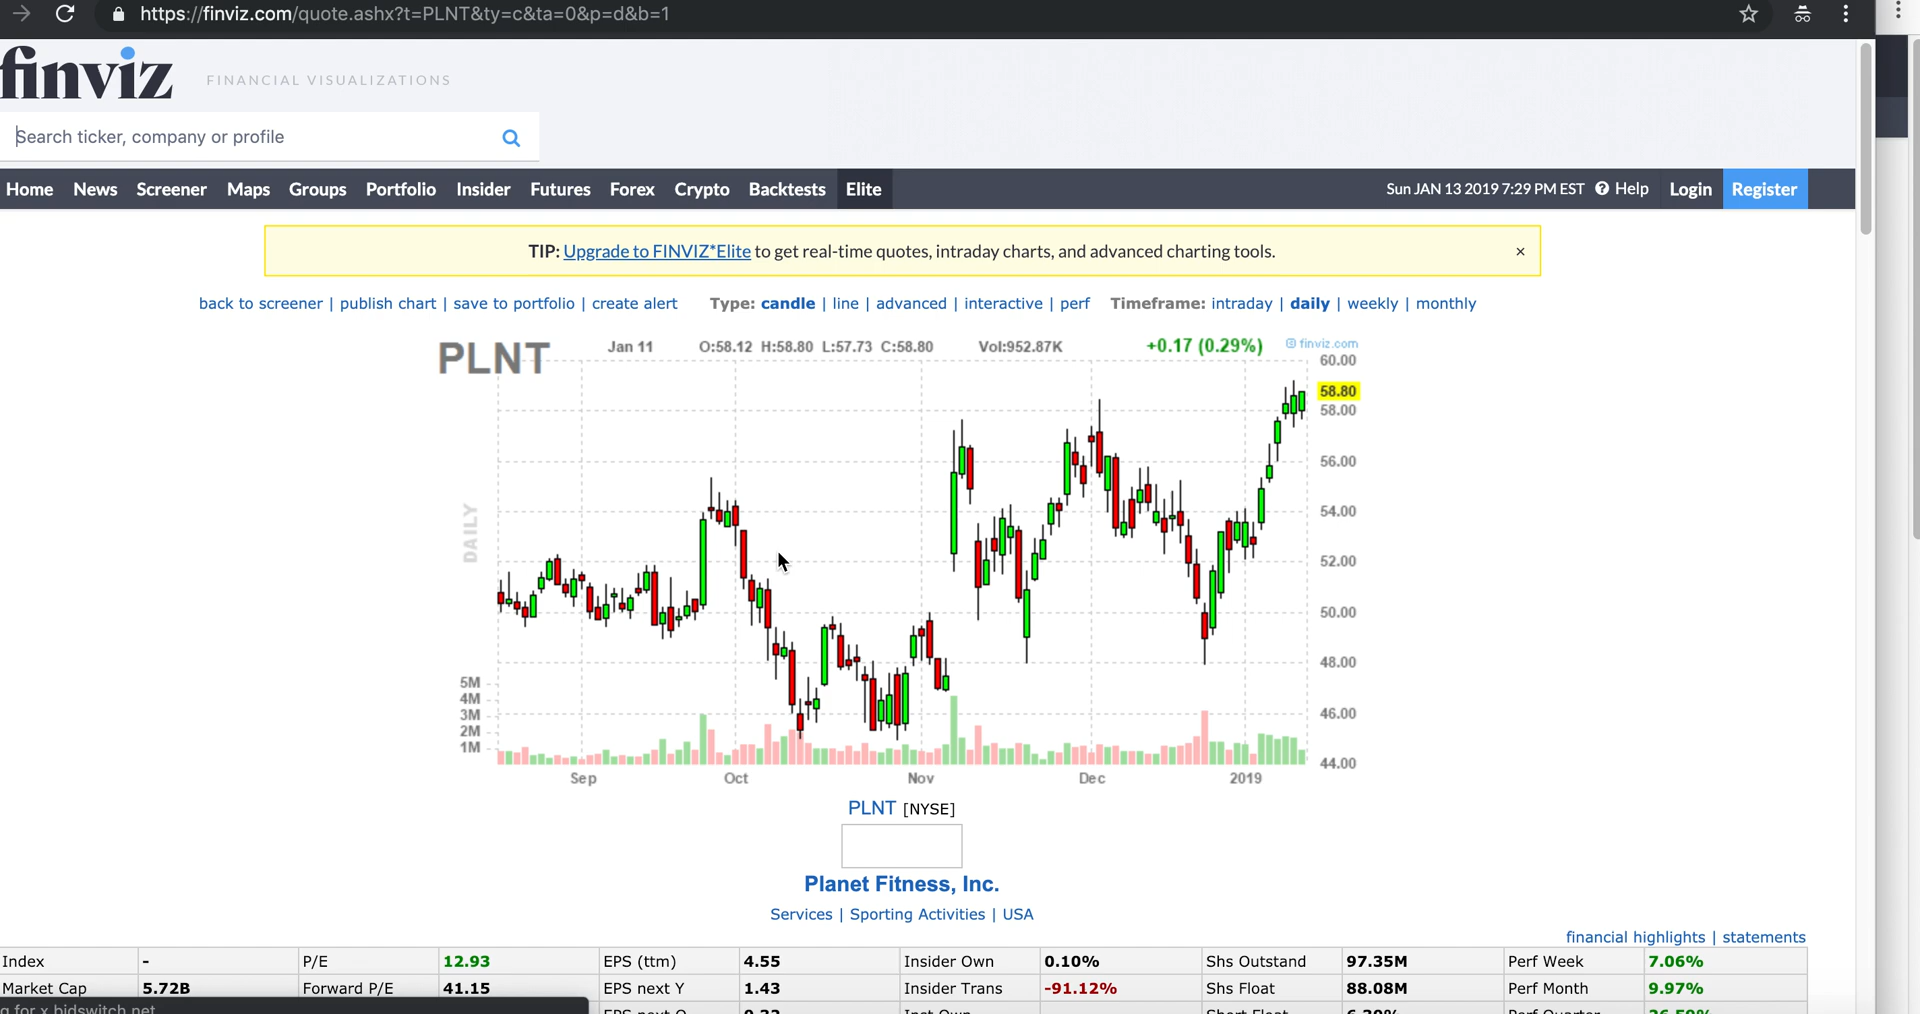 https://finviz.com/quote.ashx?t=PLNT&ty=c&ta=0&p=d&b=1
finviz FINANCIAL VISUALIZATIONS
Search ticker, company or profile
Home News Screener Maps Groups Portfolio Insider Futures Forex Crypto Backtests Elite Sun JAN 13 2019 7:29 PM EST ? Help Login Register
TIP: Upgrade to FINVIZ*Elite to get real-time quotes, intraday charts, and advanced charting tools. ×
back to screener | publish chart | save to portfolio | create alert Type: candle | line | advanced | interactive | perf Timeframe: intraday | daily | weekly | monthly
PLNT Jan 11 O:58.12 H:58.80 L:57.73 C:58.80 Vol:952.87K +0.17 (0.29%) © finviz.com
60.00
58.80
58.00
56.00
54.00
DAILY
52.00
50.00
48.00
5M
4M
3M 46.00
2M
1M
44.00
Sep Oct Nov Dec 2019
PLNT [NYSE]
Planet Fitness, Inc.
Services | Sporting Activities | USA
financial highlights | statements
Index - P/E 12.93 EPS (ttm) 4.55 Insider Own 0.10% Shs Outstand 97.35M Perf Week 7.06%
Market Cap 5.72B Forward P/E 41.15 EPS next Y 1.43 Insider Trans -91.12% Shs Float 88.08M Perf Month 9.97%
g for x.bidswitch.net